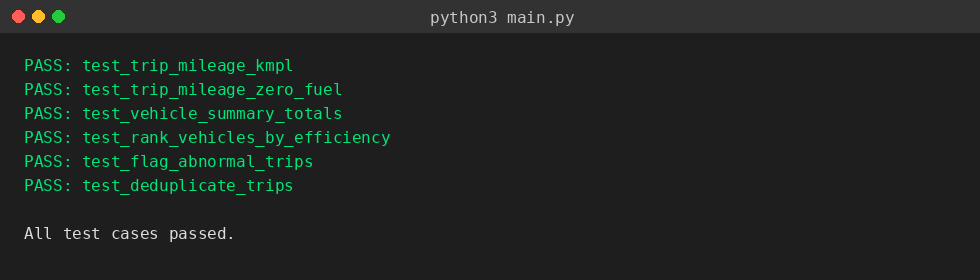 python3 main.py
PASS: test_trip_mileage_kmpl
PASS: test_trip_mileage_zero_fuel
PASS: test_vehicle_summary_totals
PASS: test_rank_vehicles_by_efficiency
PASS: test_flag_abnormal_trips
PASS: test_deduplicate_trips
All test cases passed.